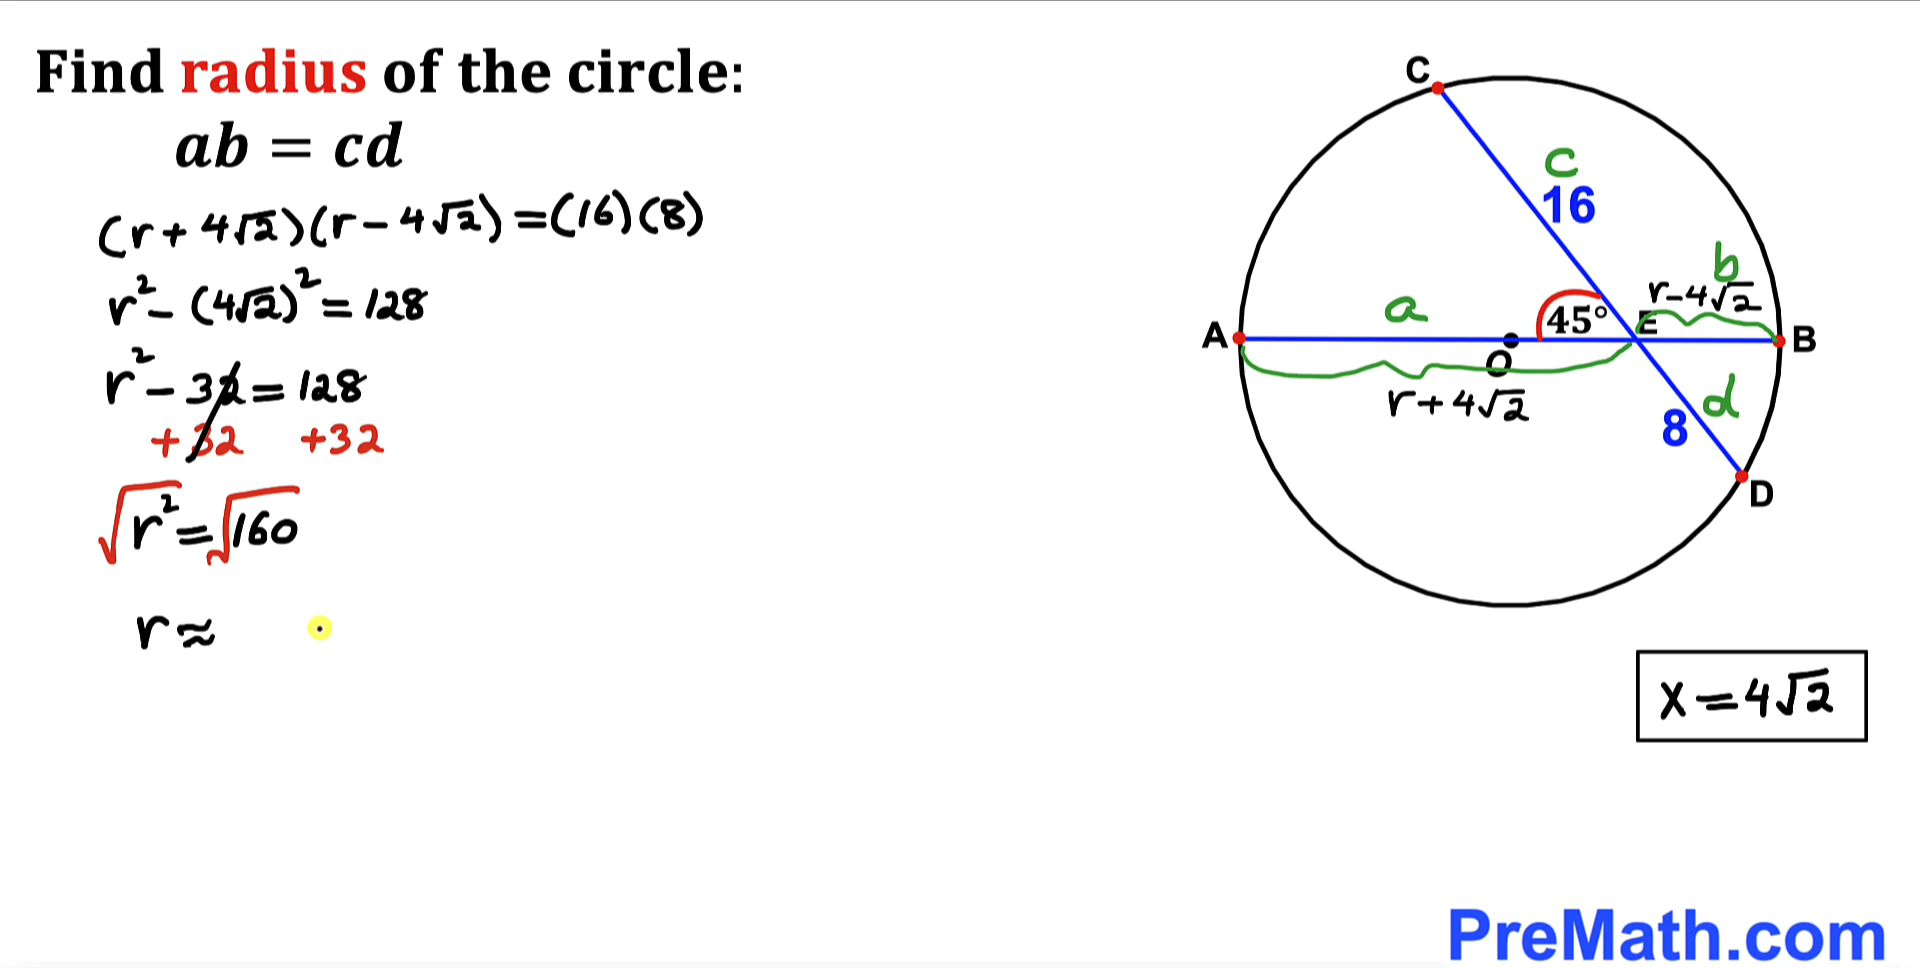 Find radius of the circle:
ab = cd
(r + 4√2)(r − 4√2) = (16)(8)
r² − (4√2)² = 128
r² − 32 = 128
+32 +32
√r² = √160
r ≈
C
c
16
b
r−4√2
a
45°
E
A
O
B
r+4√2
d
8
D
x = 4√2
PreMath.com